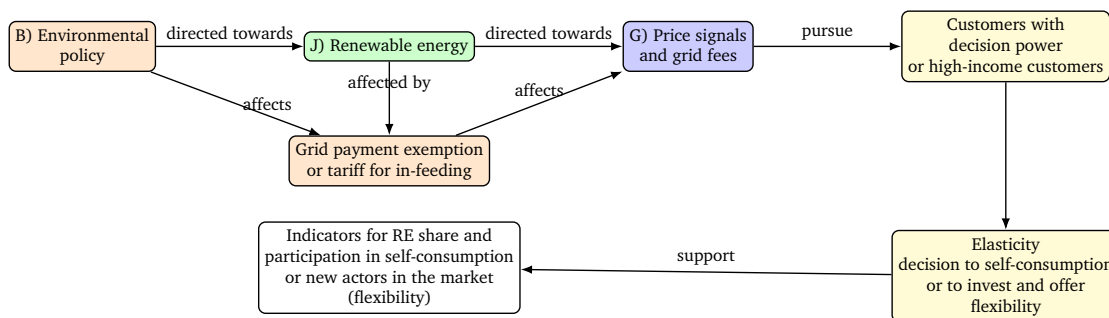 B) Environmental
policy
directed towards
J) Renewable energy
directed towards
G) Price signals
and grid fees
pursue
Customers with
decision power
or high-income customers
affects
affected by
affects
Grid payment exemption
or tariff for in-feeding
Indicators for RE share and
participation in self-consumption
or new actors in the market
(flexibility)
support
Elasticity
decision to self-consumption
or to invest and offer
flexibility